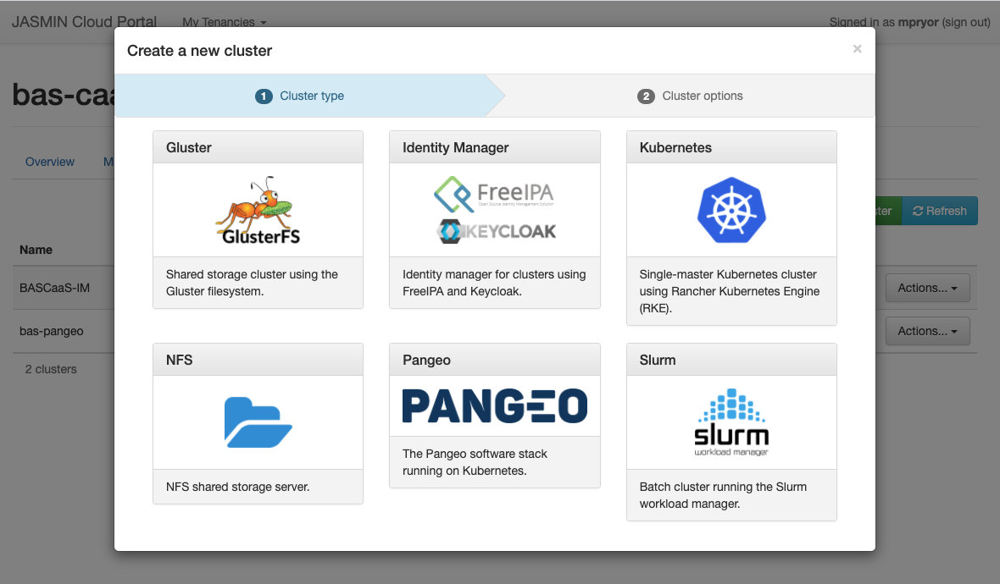 JASMIN Cloud Portal My Tenancies Signed in as mpryor (sign out)
Create a new cluster ×
1 Cluster type 2 Cluster options
bas-caa
Overview M
ster Refresh
Name
BASCaaS-IM Actions...
bas-pangeo Actions...
2 clusters
Gluster
GlusterFS
Shared storage cluster using the
Gluster filesystem.
Identity Manager
FreeIPA
Open Source Identity Management Solution
KEYCLOAK
Identity manager for clusters using
FreeIPA and Keycloak.
Kubernetes
Single-master Kubernetes cluster
using Rancher Kubernetes Engine
(RKE).
NFS
NFS shared storage server.
Pangeo
PANGEO
The Pangeo software stack
running on Kubernetes.
Slurm
slurm
workload manager
Batch cluster running the Slurm
workload manager.